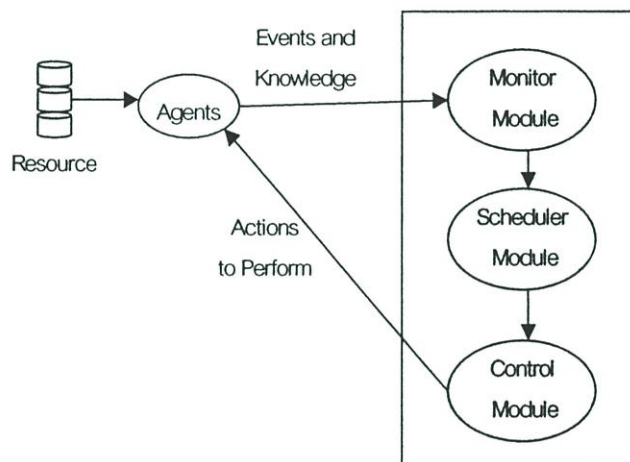 Events and
Knowledge
Monitor
Module
Agents
Resource
Scheduler
Module
Actions
to Perform
Control
Module